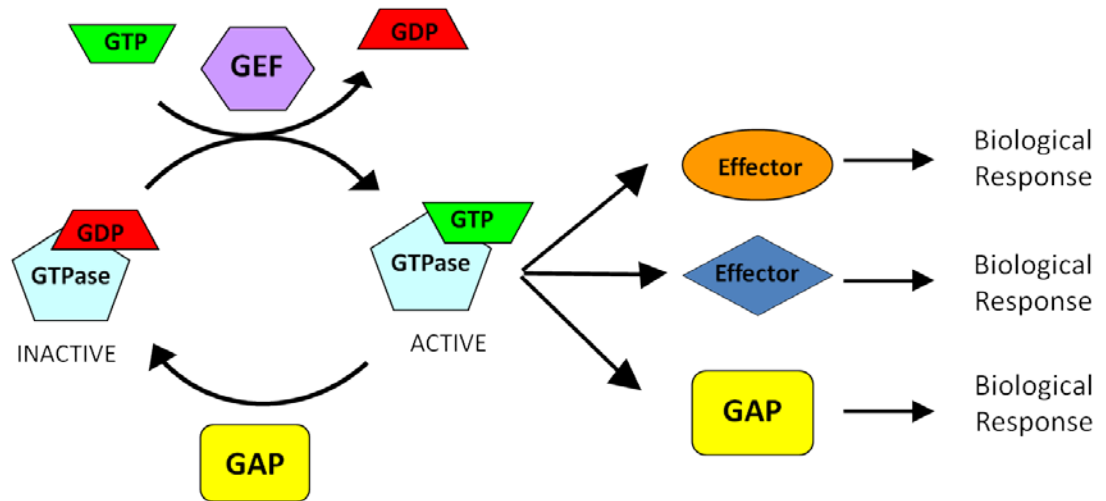 GTP
GEF
GDP
Effector
Biological
Response
GDP
GTPase
INACTIVE
GTP
GTPase
ACTIVE
Effector
Biological
Response
GAP
GAP
Biological
Response